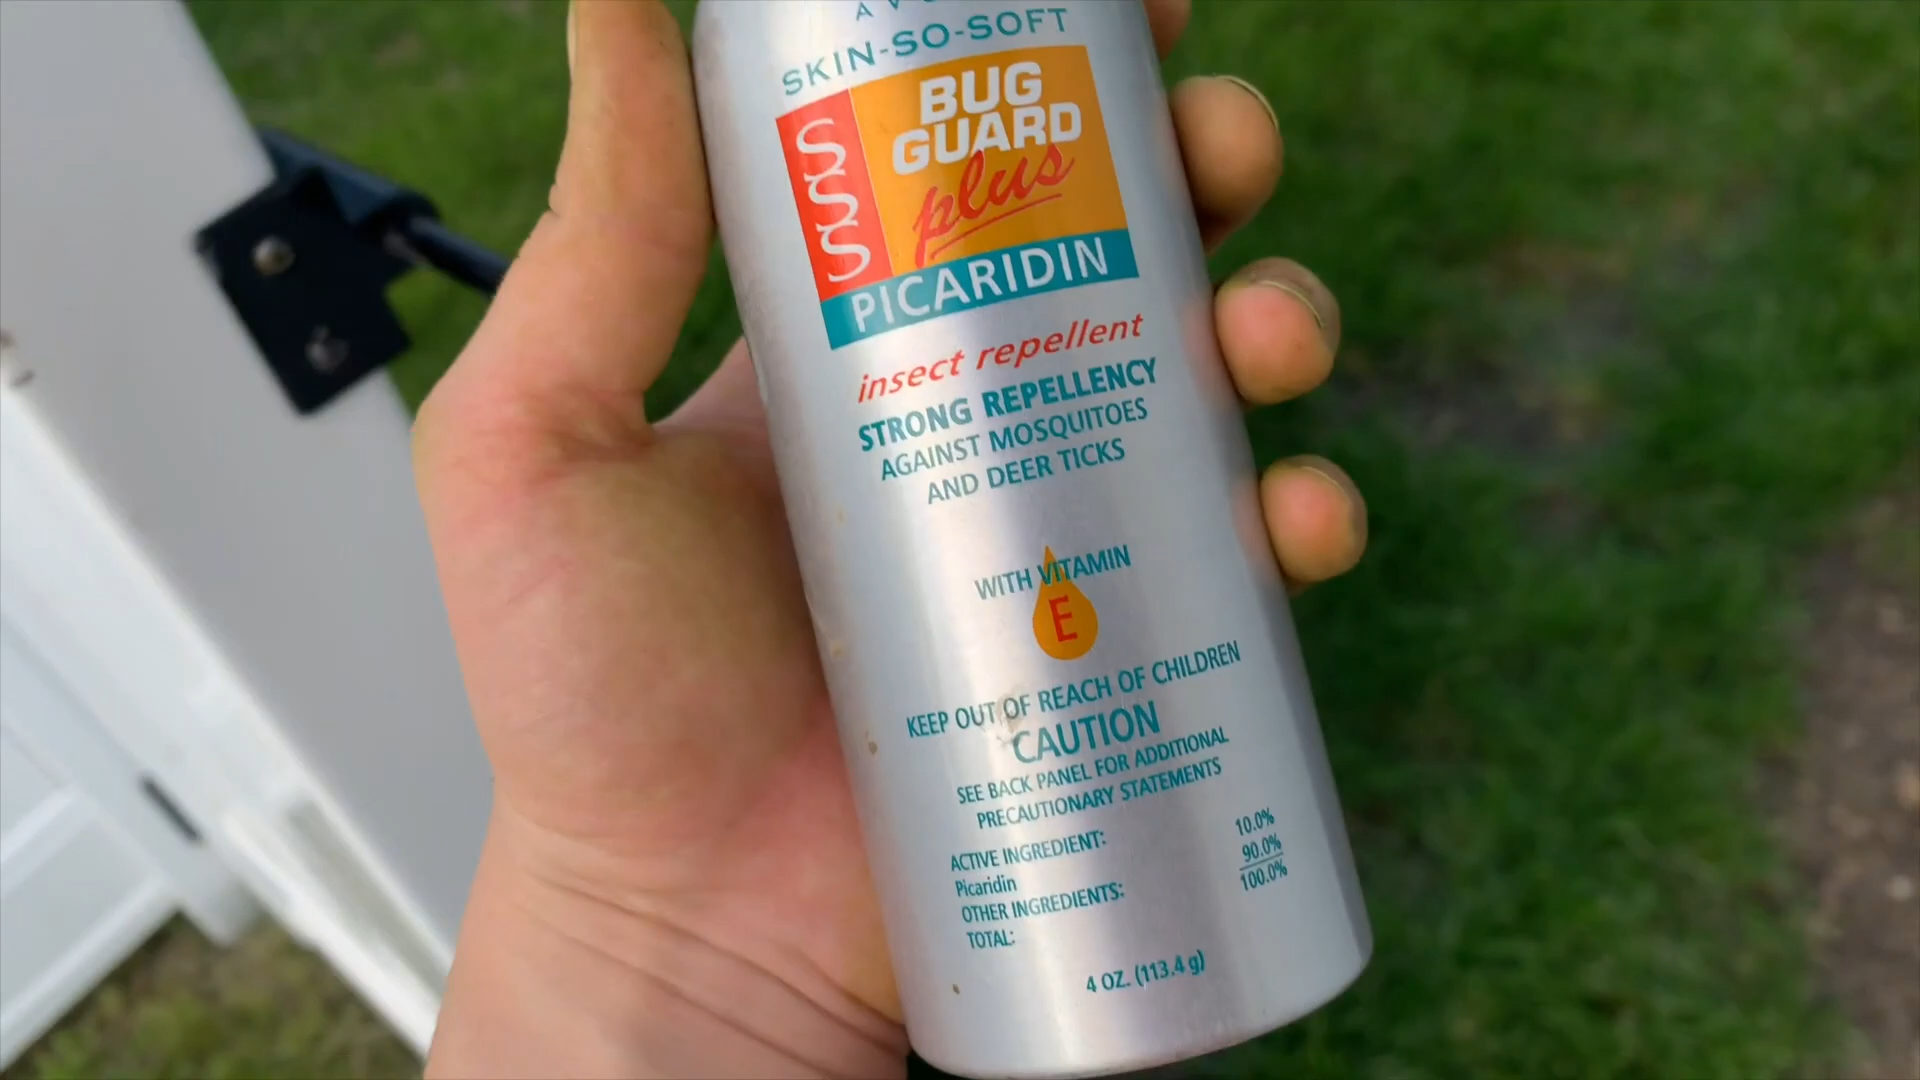 SKIN-SO-SOFT
SSS
BUG
GUARD
plus
PICARIDIN
insect repellent
STRONG REPELLENCY
AGAINST MOSQUITOES
AND DEER TICKS
WITH VITAMIN
E
KEEP OUT OF REACH OF CHILDREN
CAUTION
SEE BACK PANEL FOR ADDITIONAL
PRECAUTIONARY STATEMENTS
ACTIVE INGREDIENT:
Picaridin 10.0%
OTHER INGREDIENTS: 90.0%
TOTAL: 100.0%
4 OZ. (113.4 g)